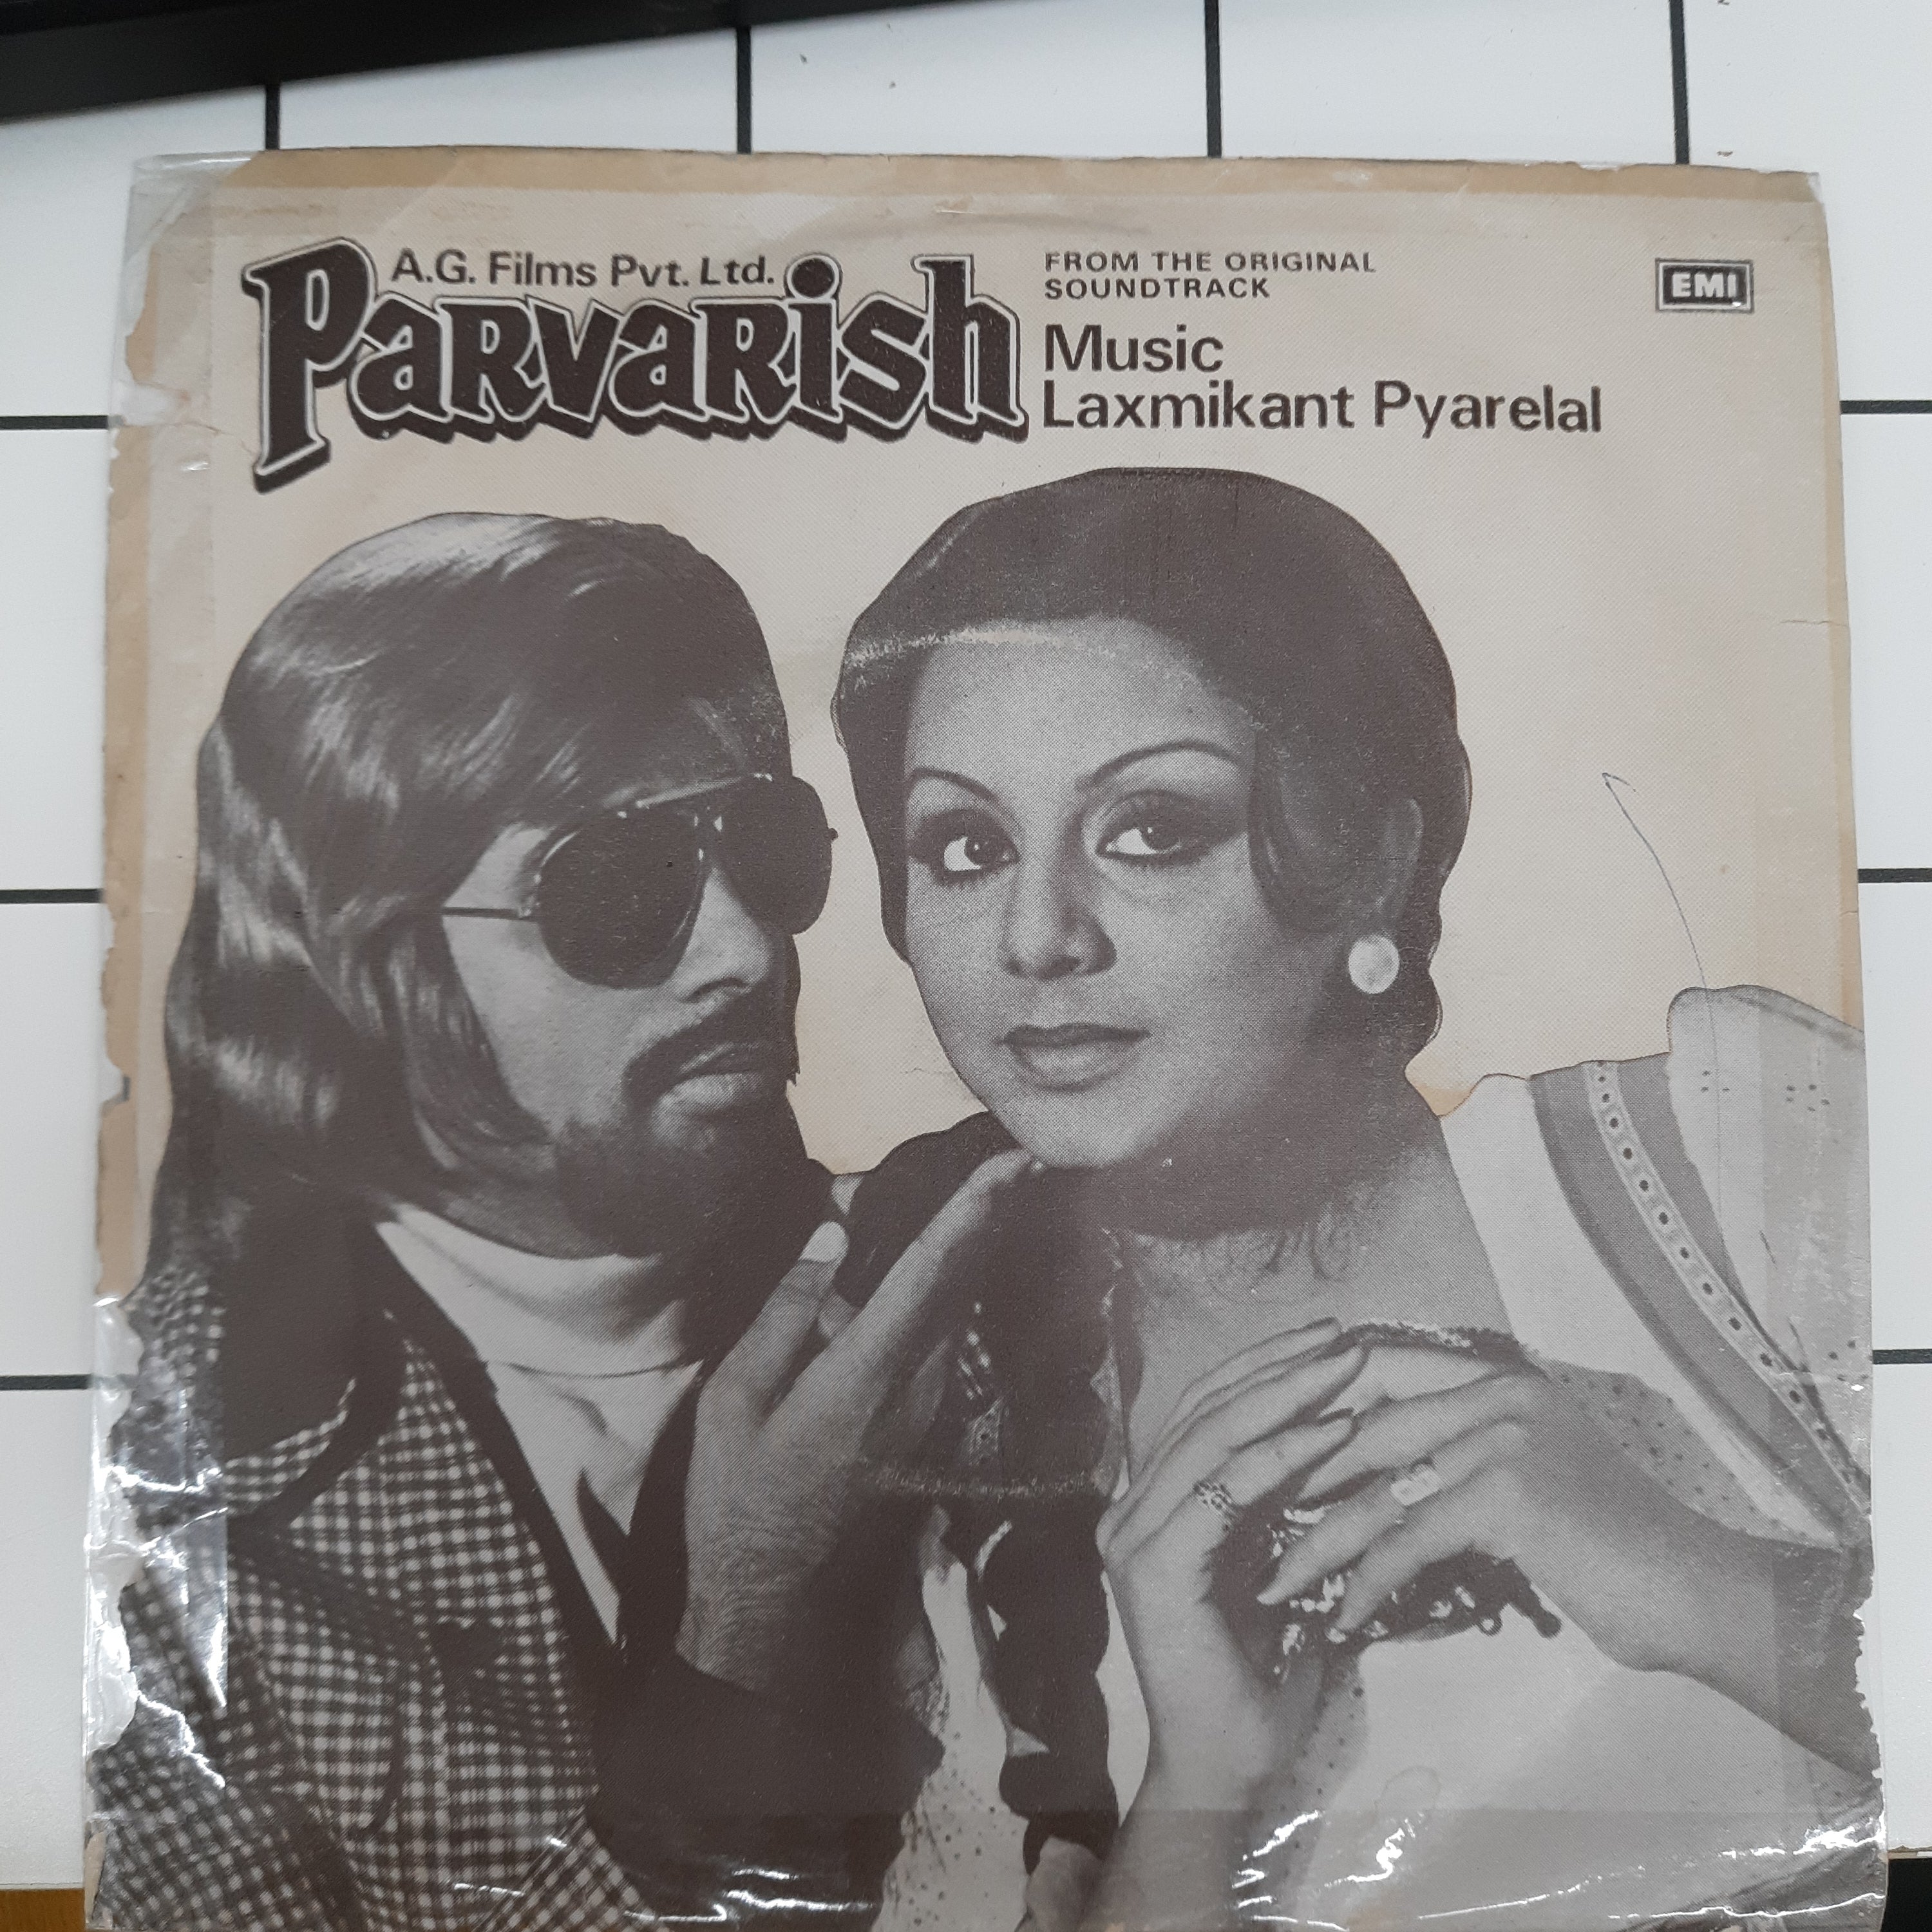 A.G. Films Pvt. Ltd.
Parvarish
FROM THE ORIGINAL
SOUNDTRACK
Music
Laxmikant Pyarelal
EMI